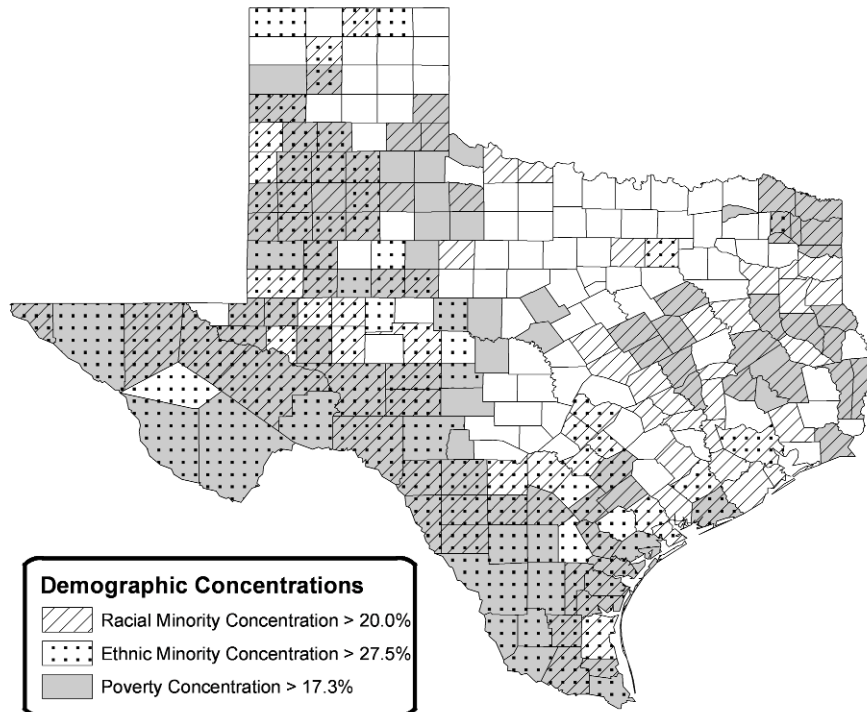 Demographic Concentrations
Racial Minority Concentration > 20.0%
Ethnic Minority Concentration > 27.5%
Poverty Concentration > 17.3%